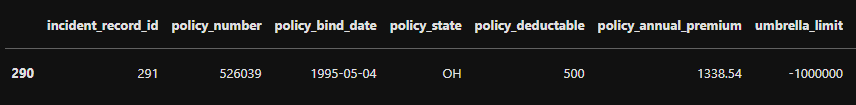 incident_record_id policy_number policy_bind_date policy_state policy_deductable policy_annual_premium umbrella_limit
290 291 526039 1995-05-04 OH 500 1338.54 -1000000